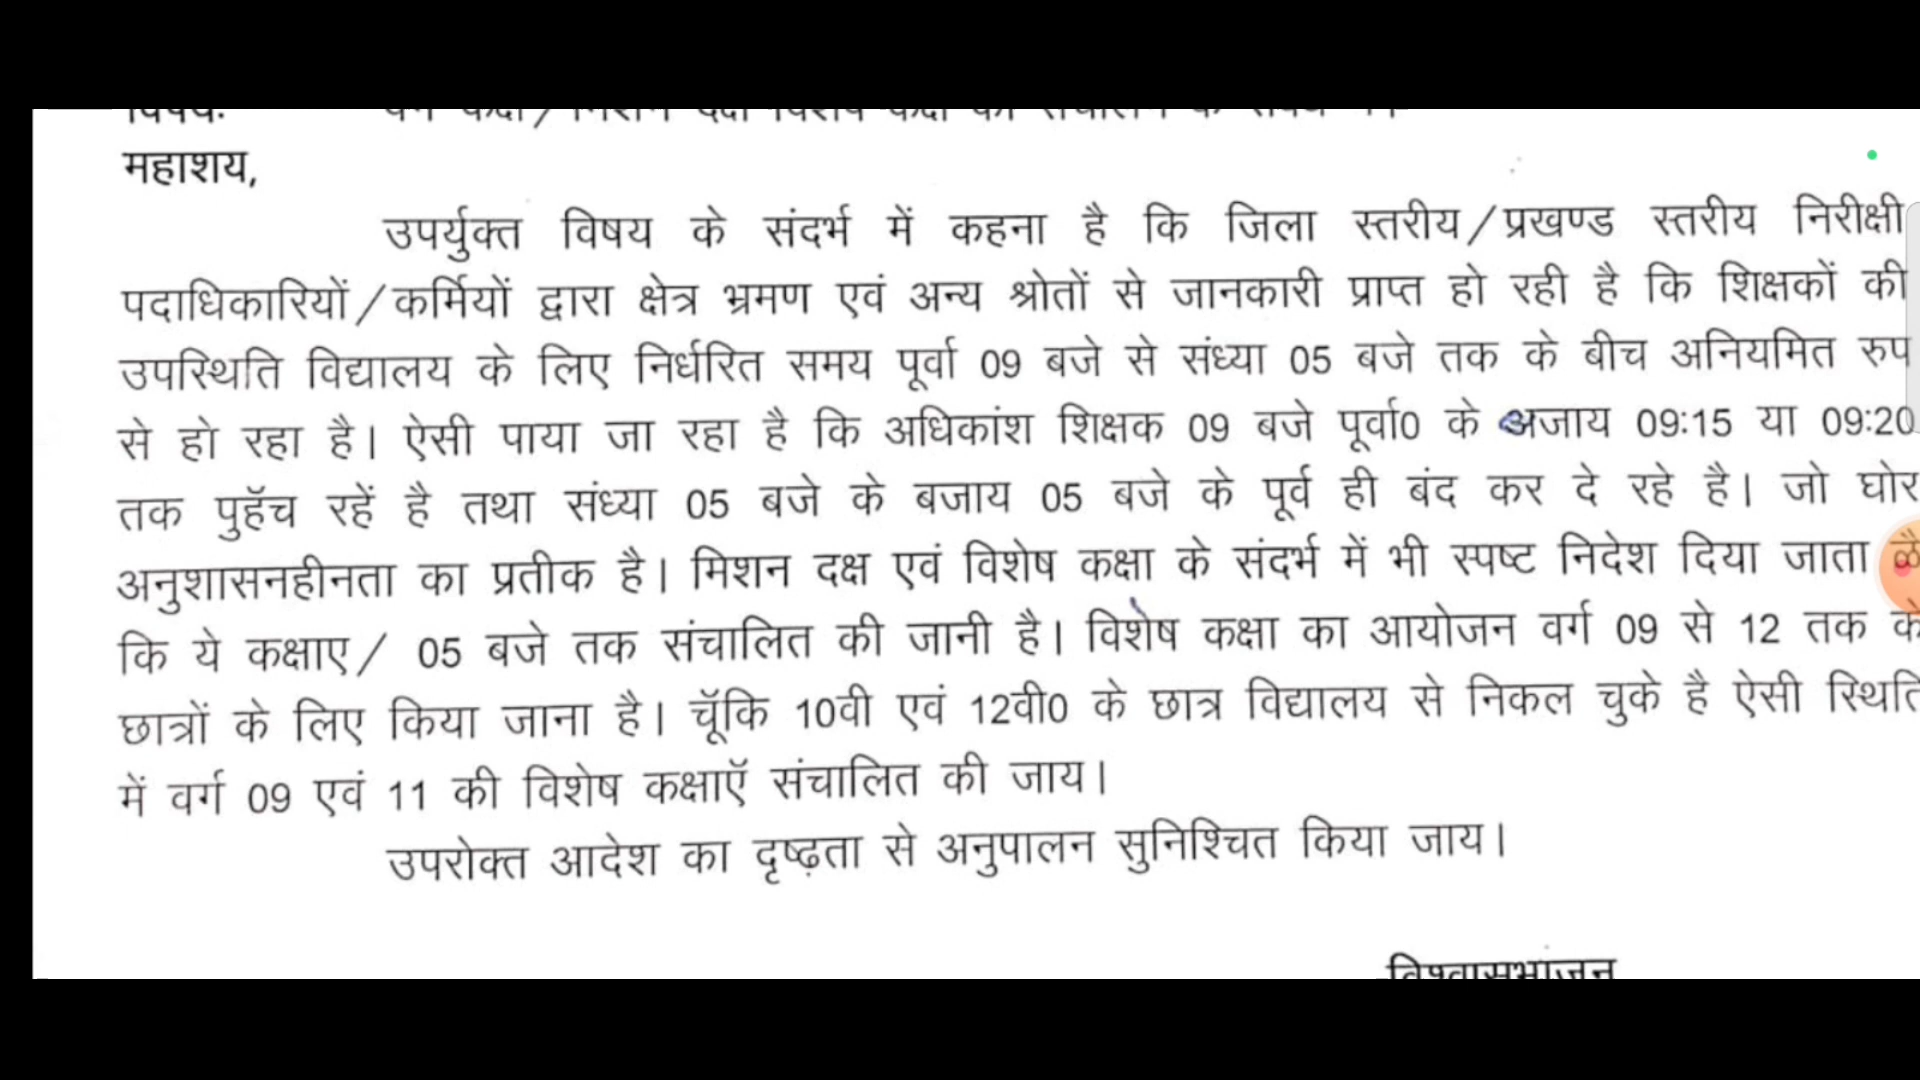 महाशय,
उपर्युक्त विषय के संदर्भ में कहना है कि जिला स्तरीय/प्रखण्ड स्तरीय निरीक्षी
पदाधिकारियों/कर्मियों द्वारा क्षेत्र भ्रमण एवं अन्य श्रोतों से जानकारी प्राप्त हो रही है कि शिक्षकों की
उपस्थिति विद्यालय के लिए निर्धरित समय पूर्वा 09 बजे से संध्या 05 बजे तक के बीच अनियमित रुप
से हो रहा है। ऐसी पाया जा रहा है कि अधिकांश शिक्षक 09 बजे पूर्वा0 के 09:15 या 09:20
तक पुहॅच रहें है तथा संध्या 05 बजे के बजाय 05 बजे के पूर्व ही बंद कर दे रहे है। जो घोर
अनुशासनहीनता का प्रतीक है। मिशन दक्ष एवं विशेष कक्षा के संदर्भ में भी स्पष्ट निदेश दिया जाता
कि ये कक्षाए/ 05 बजे तक संचालित की जानी है। विशेष कक्षा का आयोजन वर्ग 09 से 12 तक के
छात्रों के लिए किया जाना है। चूॅकि 10वी एवं 12वी0 के छात्र विद्यालय से निकल चुके है ऐसी स्थिति
में वर्ग 09 एवं 11 की विशेष कक्षाऍ संचालित की जाय।
उपरोक्त आदेश का दृष्ढ़ता से अनुपालन सुनिश्चित किया जाय।
विश्वासभाजन